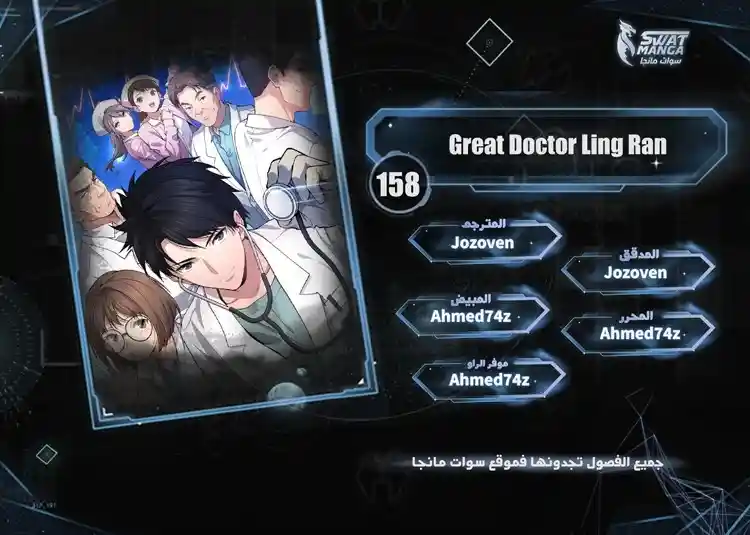 SWAT
MANGA
سوات مانجا
Great Doctor Ling Ran
158
المترجم
Jozoven
المدقق
Jozoven
المبيض
Ahmed74z
المحرر
Ahmed74z
موفر الراو
Ahmed74z
جميع الفصول تجدونها فموقع سوات مانجا